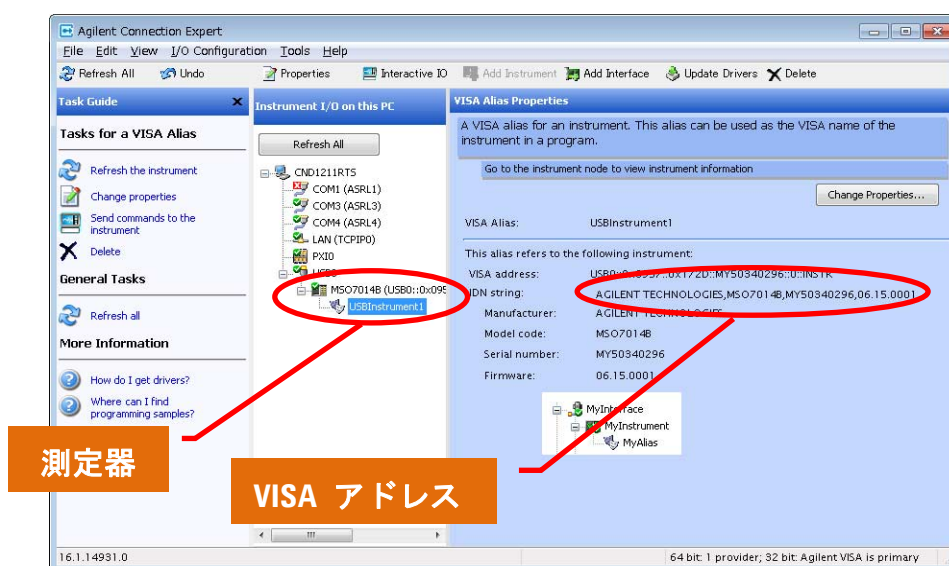 Agilent Connection Expert
File Edit View I/O Configuration Tools Help
Refresh All Undo Properties Interactive IO Add Instrument Add Interface Update Drivers Delete
Task Guide
Tasks for a VISA Alias
Refresh the instrument
Change properties
Send commands to the
instrument
Delete
General Tasks
Refresh all
More Information
How do I get drivers?
Where can I find
programming samples?
Instrument I/O on this PC
Refresh All
CND1211RTS
COM1 (ASRL1)
COM3 (ASRL3)
COM4 (ASRL4)
LAN (TCPIP0)
PXI0
MSO7014B (USB0::0x095
USBInstrument1
VISA Alias Properties
A VISA alias for an instrument. This alias can be used as the VISA name of the
instrument in a program.
Go to the instrument node to view instrument information
Change Properties...
VISA Alias: USBInstrument1
This alias refers to the following instrument:
VISA address:
IDN string: AGILENT TECHNOLOGIES,MSO7014B,MY50340296,06.15.0001
Manufacturer: AGILENT TECHNOLOGIES
Model code: MSO7014B
Serial number: MY50340296
Firmware: 06.15.0001
MyInterface
MyInstrument
MyAlias
測定器
VISA アドレス
16.1.14931.0
64 bit: 1 provider; 32 bit: Agilent VISA is primary